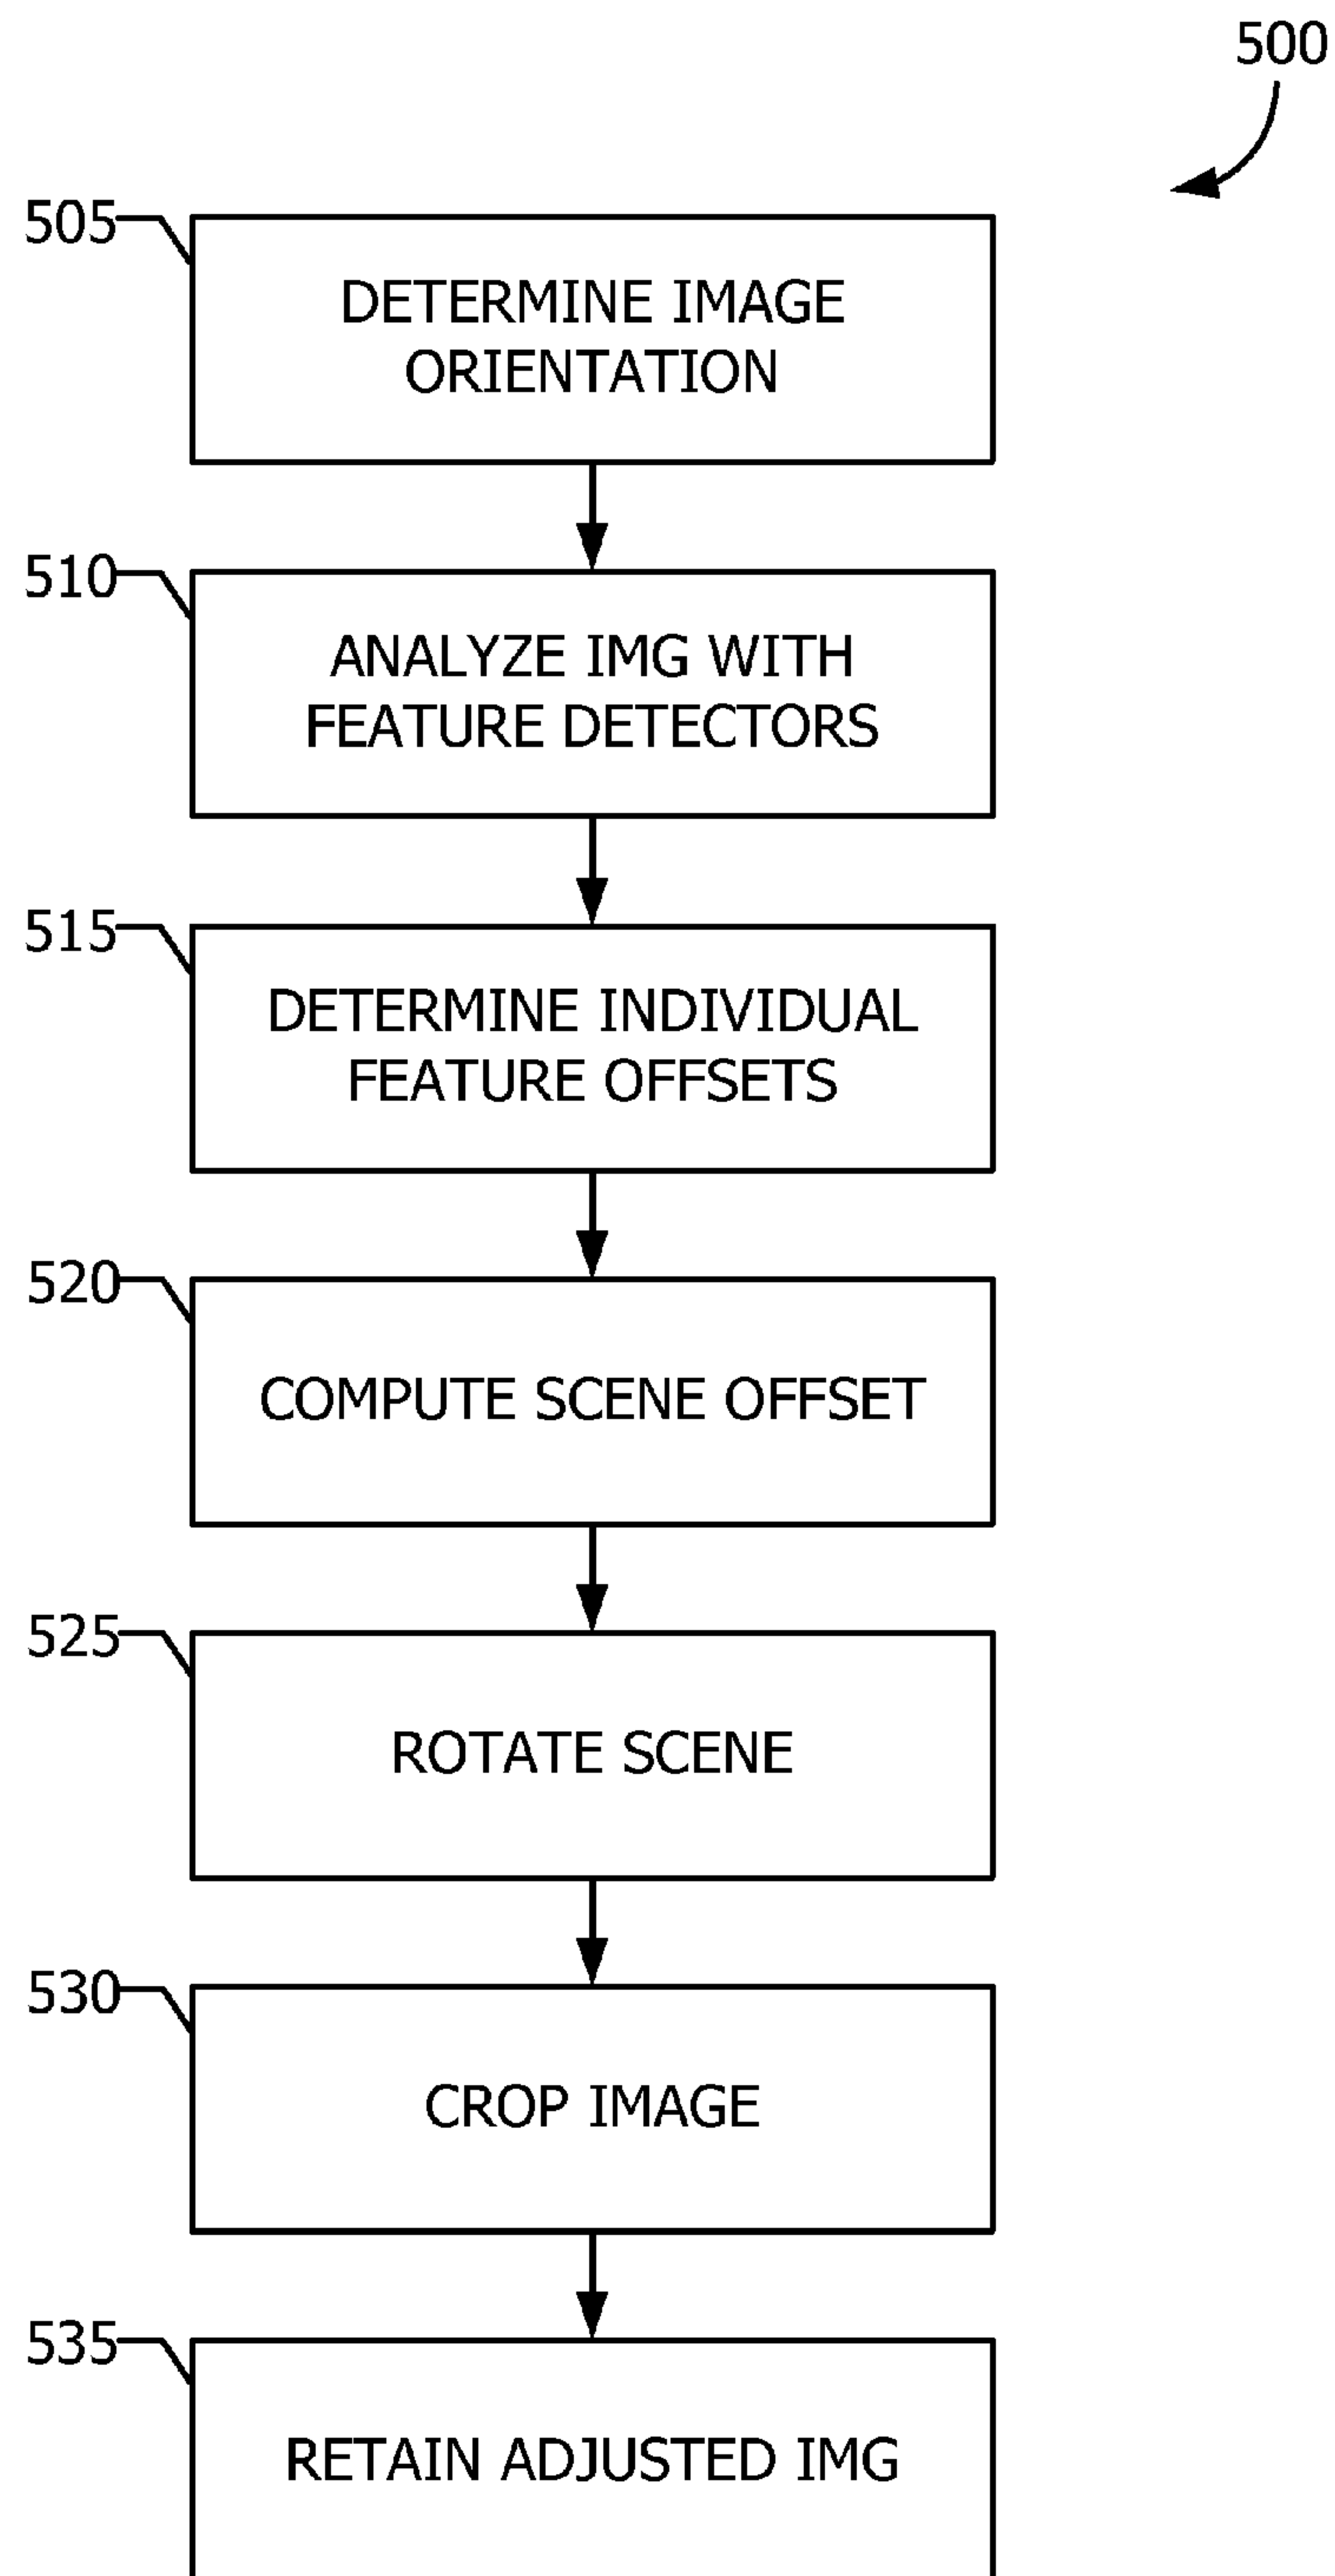 500
505
DETERMINE IMAGE
ORIENTATION
510
ANALYZE IMG WITH
FEATURE DETECTORS
515
DETERMINE INDIVIDUAL
FEATURE OFFSETS
520
COMPUTE SCENE OFFSET
525
ROTATE SCENE
530
CROP IMAGE
535
RETAIN ADJUSTED IMG